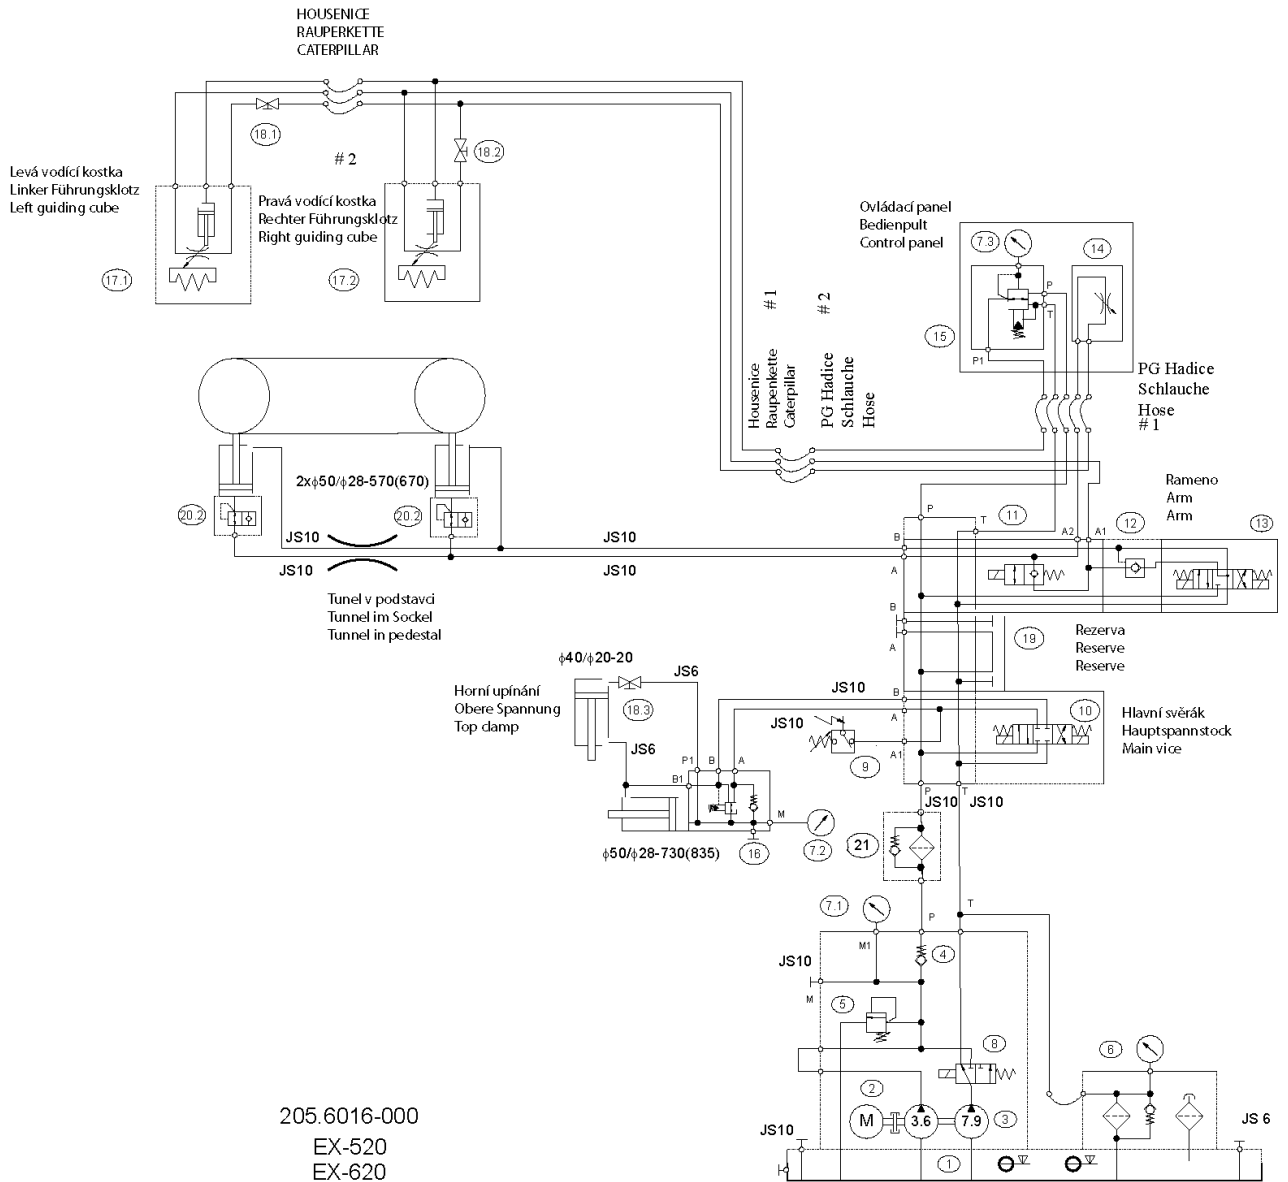 HOUSENICE
RAUPERKETTE
CATERPILLAR
18.1
18.2
# 2
Levá vodící kostka
Linker Führungsklotz
Left guiding cube
Pravá vodící kostka
Rechter Führungsklotz
Right guiding cube
17.1
17.2
Ovládací panel
Bedienpult
Control panel
7.3
14
P
T
15
P1
# 1
# 2
Housenice
Raupenkette
Caterpillar
PG Hadice
Schlauche
Hose
PG Hadice
Schlauche
Hose
# 1
2xϕ50/ϕ28-570(670)
20.2
20.2
JS10
JS10
JS10
JS10
Tunel v podstavci
Tunnel im Sockel
Tunnel in pedestal
Rameno
Arm
Arm
P
T
11
A2
A1
12
13
B
A
B
A
19
Rezerva
Reserve
Reserve
ϕ40/ϕ20-20
JS6
Horní upínání
Obere Spannung
Top clamp
18.3
JS6
JS10
B
JS10
A
A1
9
10
Hlavní svěrák
Hauptspannstock
Main vice
P1
B
A
B1
M
16
7.2
ϕ50/ϕ28-730(835)
P
T
JS10
JS10
21
7.1
P
T
M1
4
JS10
M
5
8
6
2
M
3.6
7.9
3
JS10
JS 6
1
205.6016-000
EX-520
EX-620